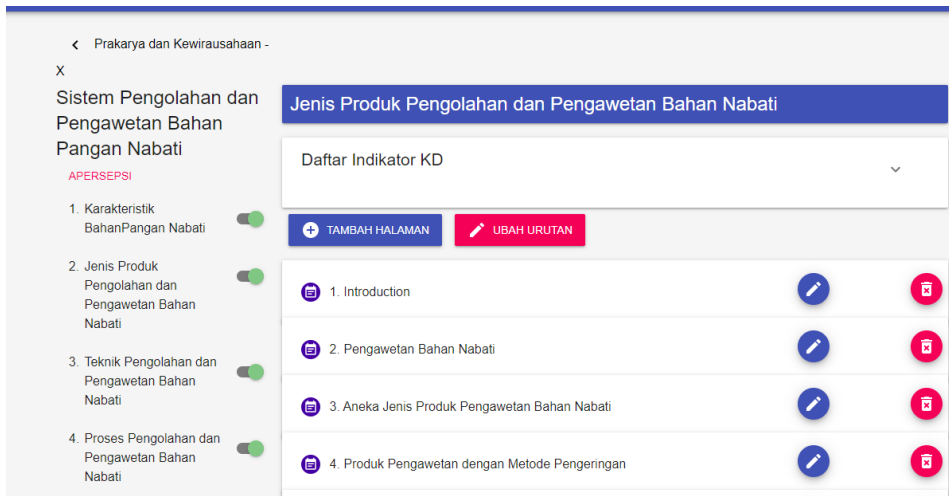 Prakarya dan Kewirausahaan -
X
Sistem Pengolahan dan
Pengawetan Bahan
Pangan Nabati
APERSEPSI
1. Karakteristik
BahanPangan Nabati
2. Jenis Produk
Pengolahan dan
Pengawetan Bahan
Nabati
3. Teknik Pengolahan dan
Pengawetan Bahan
Nabati
4. Proses Pengolahan dan
Pengawetan Bahan
Nabati
Jenis Produk Pengolahan dan Pengawetan Bahan Nabati
Daftar Indikator KD
TAMBAH HALAMAN
UBAH URUTAN
1. Introduction
2. Pengawetan Bahan Nabati
3. Aneka Jenis Produk Pengawetan Bahan Nabati
4. Produk Pengawetan dengan Metode Pengeringan